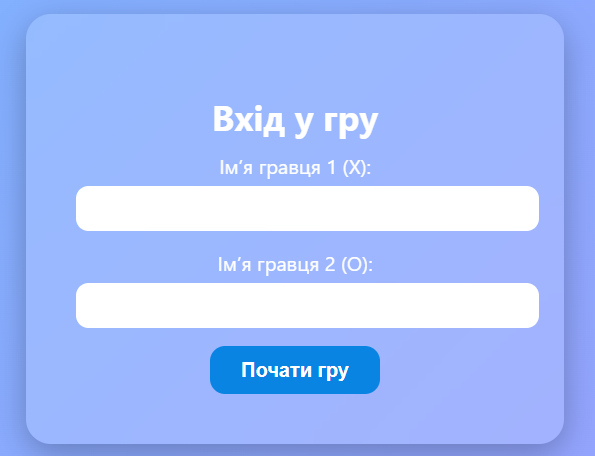 Вхід у гру
Ім’я гравця 1 (X):
Ім’я гравця 2 (O):
Почати гру